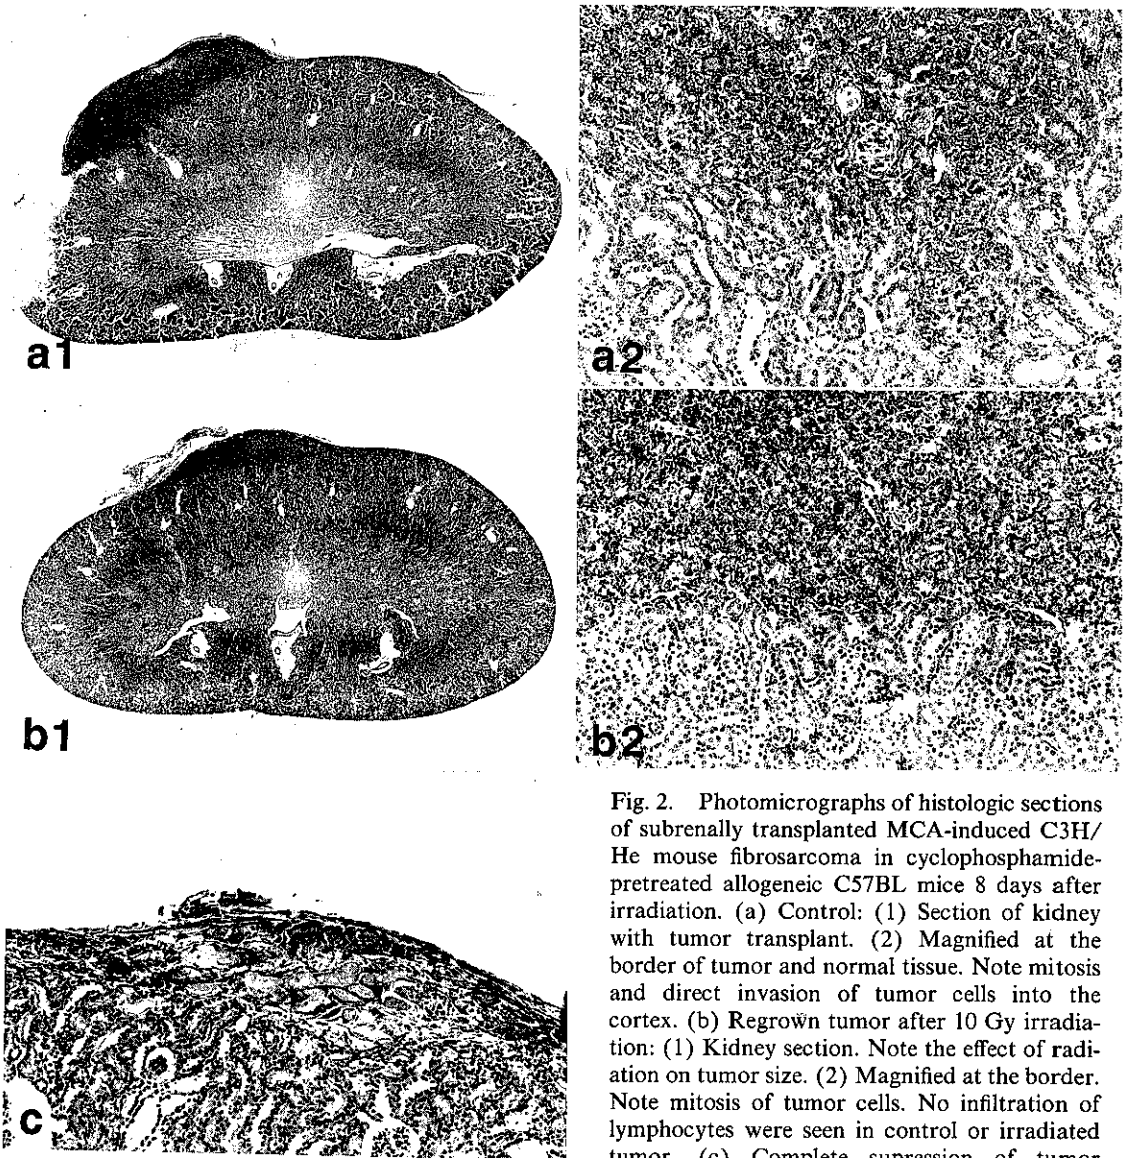 a1
a2
b1
b2
c
Fig. 2. Photomicrographs of histologic sections
of subrenally transplanted MCA-induced C3H/
He mouse fibrosarcoma in cyclophosphamide-
pretreated allogeneic C57BL mice 8 days after
irradiation. (a) Control: (1) Section of kidney
with tumor transplant. (2) Magnified at the
border of tumor and normal tissue. Note mitosis
and direct invasion of tumor cells into the
cortex. (b) Regrown tumor after 10 Gy irradia-
tion: (1) Kidney section. Note the effect of radi-
ation on tumor size. (2) Magnified at the border.
Note mitosis of tumor cells. No infiltration of
lymphocytes were seen in control or irradiated
tumor. (c) Complete supression of tumor